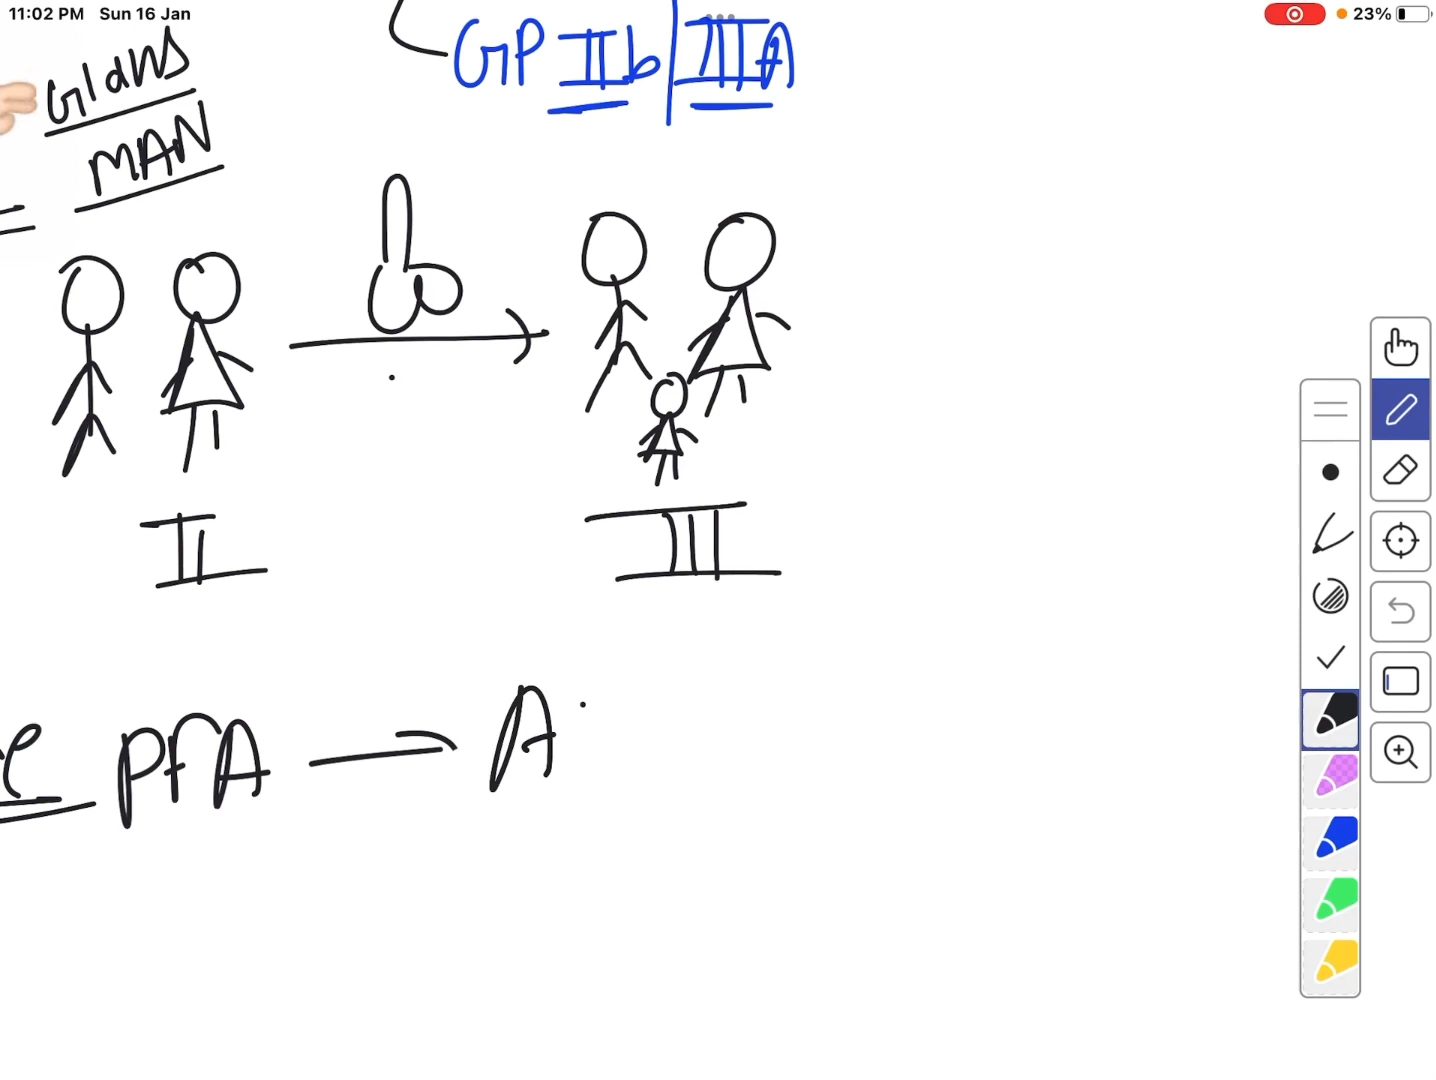 11:02 PM Sun 16 Jan
23%
GP IIb/IIIA
Glans
MAN
=
b
II
III
e PFA → A